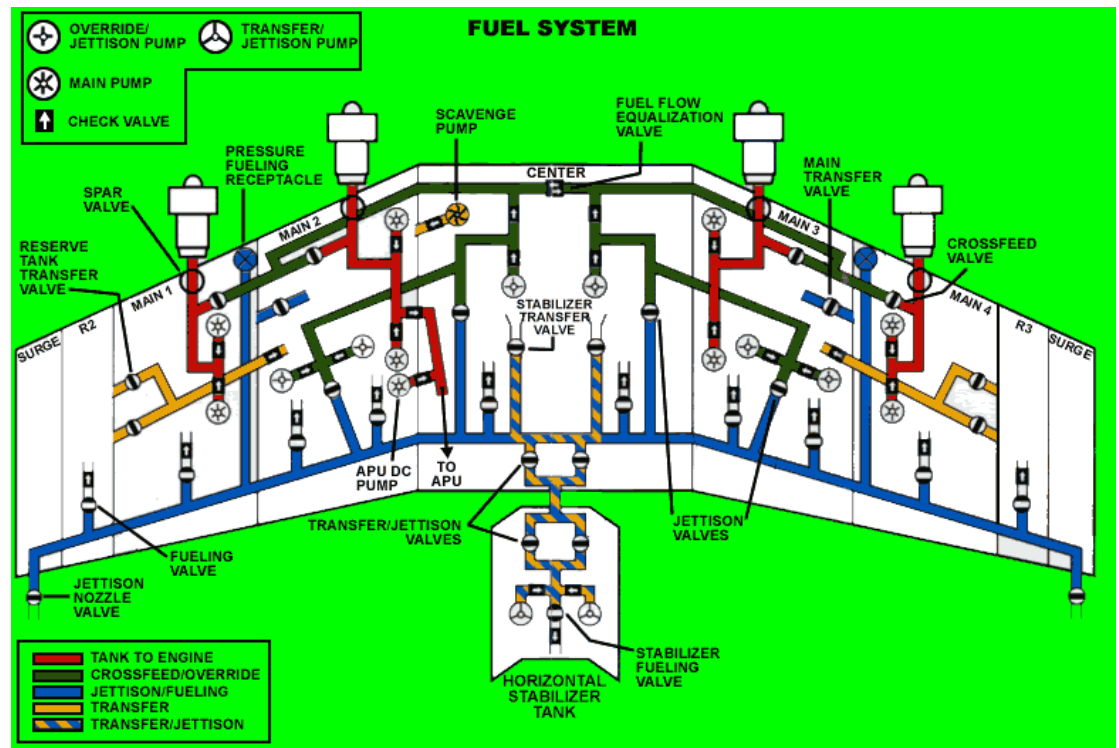 FUEL SYSTEM
OVERRIDE/
JETTISON PUMP
TRANSFER/
JETTISON PUMP
MAIN PUMP
CHECK VALVE
SCAVENGE
PUMP
FUEL FLOW
EQUALIZATION
VALVE
PRESSURE
FUELING
RECEPTACLE
MAIN
TRANSFER
VALVE
SPAR
VALVE
CENTER
MAIN 2
MAIN 3
RESERVE
TANK
TRANSFER
VALVE
CROSSFEED
VALVE
MAIN 1
MAIN 4
R2
R3
SURGE
SURGE
STABILIZER
TRANSFER
VALVE
APU DC
PUMP
TO
APU
TRANSFER/JETTISON
VALVES
JETTISON
VALVES
FUELING
VALVE
JETTISON
NOZZLE
VALVE
STABILIZER
FUELING
VALVE
HORIZONTAL
STABILIZER
TANK
TANK TO ENGINE
CROSSFEED/OVERRIDE
JETTISON/FUELING
TRANSFER
TRANSFER/JETTISON